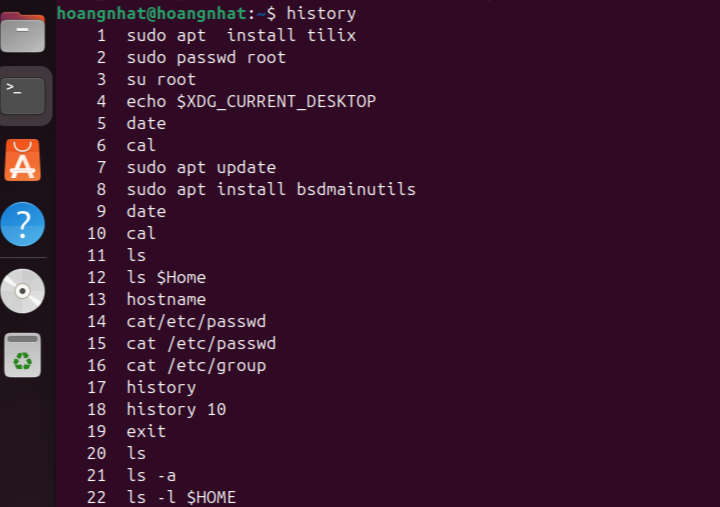 hoangnhat@hoangnhat:~$ history
1 sudo apt  install tilix
2 sudo passwd root
3 su root
4 echo $XDG_CURRENT_DESKTOP
5 date
6 cal
7 sudo apt update
8 sudo apt install bsdmainutils
9 date
10 cal
11 ls
12 ls $Home
13 hostname
14 cat/etc/passwd
15 cat /etc/passwd
16 cat /etc/group
17 history
18 history 10
19 exit
20 ls
21 ls -a
22 ls -l $HOME